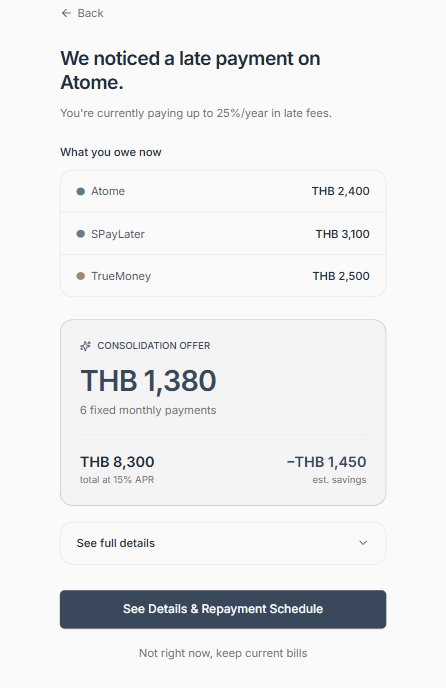 Back
We noticed a late payment on
Atome.
You're currently paying up to 25%/year in late fees.
What you owe now
Atome THB 2,400
SPayLater THB 3,100
TrueMoney THB 2,500
CONSOLIDATION OFFER
THB 1,380
6 fixed monthly payments
THB 8,300 –THB 1,450
total at 15% APR est. savings
See full details
See Details & Repayment Schedule
Not right now, keep current bills